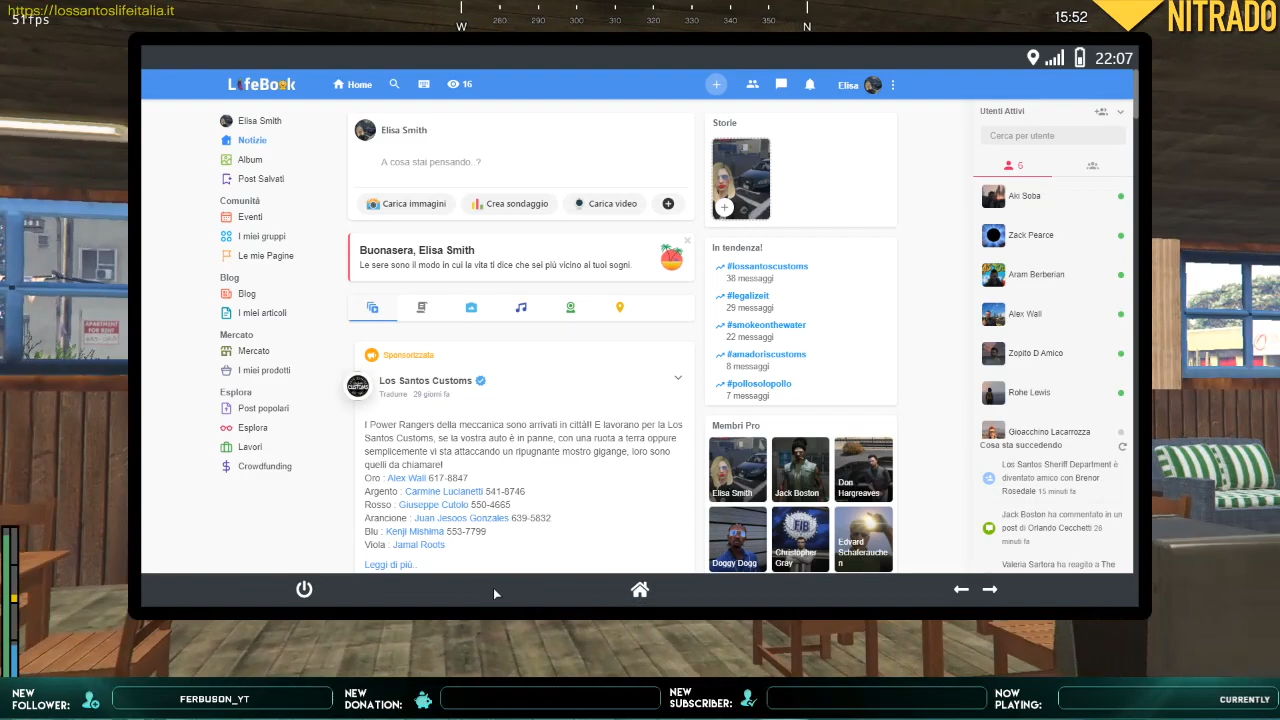 https://lossantoslifeitalia.it
51fps
W
280
290
300
310
320
330
340
350
N
15:52
NITRADO
22:07
LifeBook
Home
16
Elisa
Elisa Smith
Notizie
Album
Post Salvati
Comunità
Eventi
I miei gruppi
Le mie Pagine
Blog
Blog
I miei articoli
Mercato
Mercato
I miei prodotti
Esplora
Post popolari
Esplora
Lavori
Crowdfunding
Elisa Smith
A cosa stai pensando..?
Carica immagini
Crea sondaggio
Carica video
Buonasera, Elisa Smith
Le sere sono il modo in cui la vita ti dice che sei più vicino ai tuoi sogni.
Sponsorizzata
Los Santos Customs
Tradurre 29 giorni fa
I Power Rangers della meccanica sono arrivati in città!! E lavorano per la Los
Santos Customs, se la vostra auto è in panne, con una ruota a terra oppure
semplicemente vi sta attaccando un ripugnante mostro gigange, loro sono
quelli da chiamare!
Oro : Alex Wall 617-8847
Argento : Carmine Lucianetti 541-8746
Rosso : Giuseppe Cutolo 550-4665
Arancione : Juan Jesoos Gonzales 639-5832
Blu : Kenji Mishima 553-7799
Viola : Jamal Roots
Leggi di più..
Storie
In tendenza!
#lossantoscustoms
38 messaggi
#legalizeit
29 messaggi
#smokeonthewater
22 messaggi
#amadoriscustoms
8 messaggi
#pollosolopollo
7 messaggi
Membri Pro
Elisa Smith
Jack Boston
Don
Hargreaves
Doggy Dogg
FIB
Christopher
Gray
Edvard
Schaferauche
n
Utenti Attivi
Cerca per utente
6
Aki Soba
Zack Pearce
Aram Berberian
Alex Wall
Zopito D Amico
Rohe Lewis
Gioacchino Lacarrozza
Cosa sta succedendo
Los Santos Sheriff Department è
diventato amico con Brenor
Rosedale 15 minuti fa
Jack Boston ha commentato in un
post di Orlando Cecchetti 26
minuti fa
Valeria Sartora ha reagito a The
APARTMENT
FOR RENT
NEW
FOLLOWER:
FERBUSON_YT
NEW
DONATION:
NEW
SUBSCRIBER:
NOW
PLAYING:
CURRENTLY